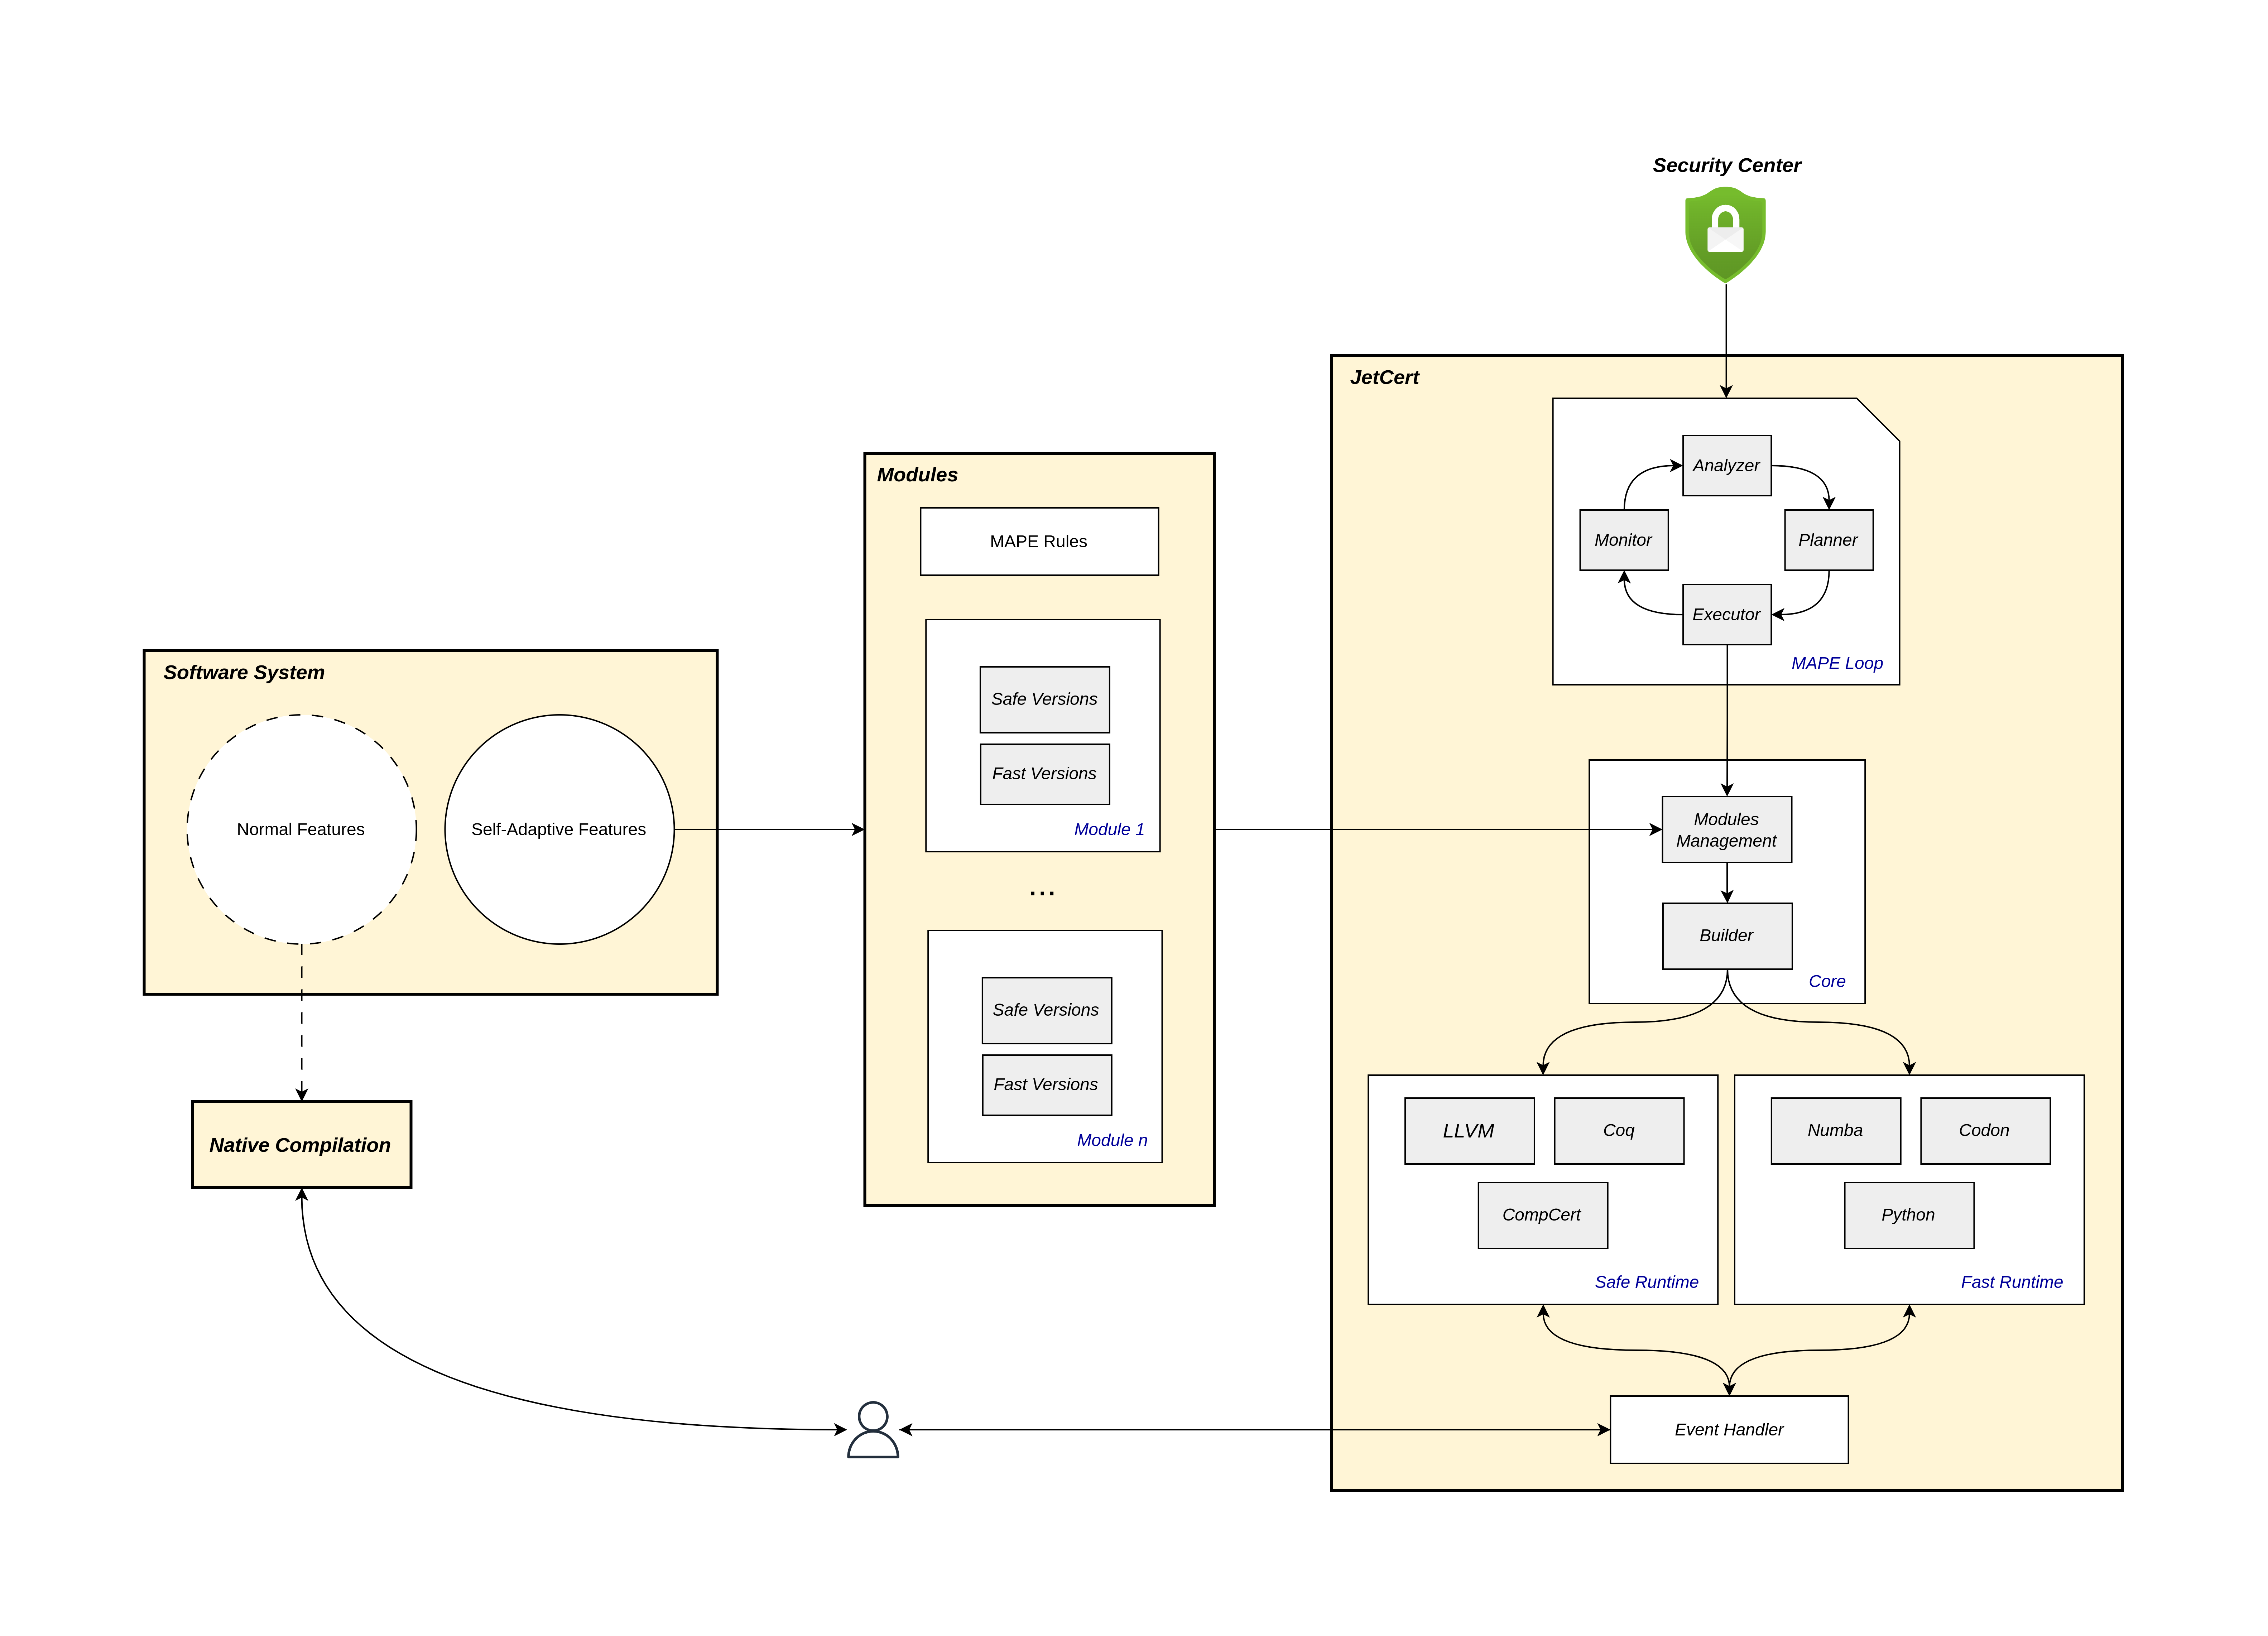 Security Center
JetCert
Analyzer
Monitor
Planner
Executor
MAPE Loop
Modules
MAPE Rules
Safe Versions
Fast Versions
Module 1
...
Safe Versions
Fast Versions
Module n
Software System
Normal Features
Self-Adaptive Features
Native Compilation
Modules
Management
Builder
Core
LLVM
Coq
CompCert
Safe Runtime
Numba
Codon
Python
Fast Runtime
Event Handler